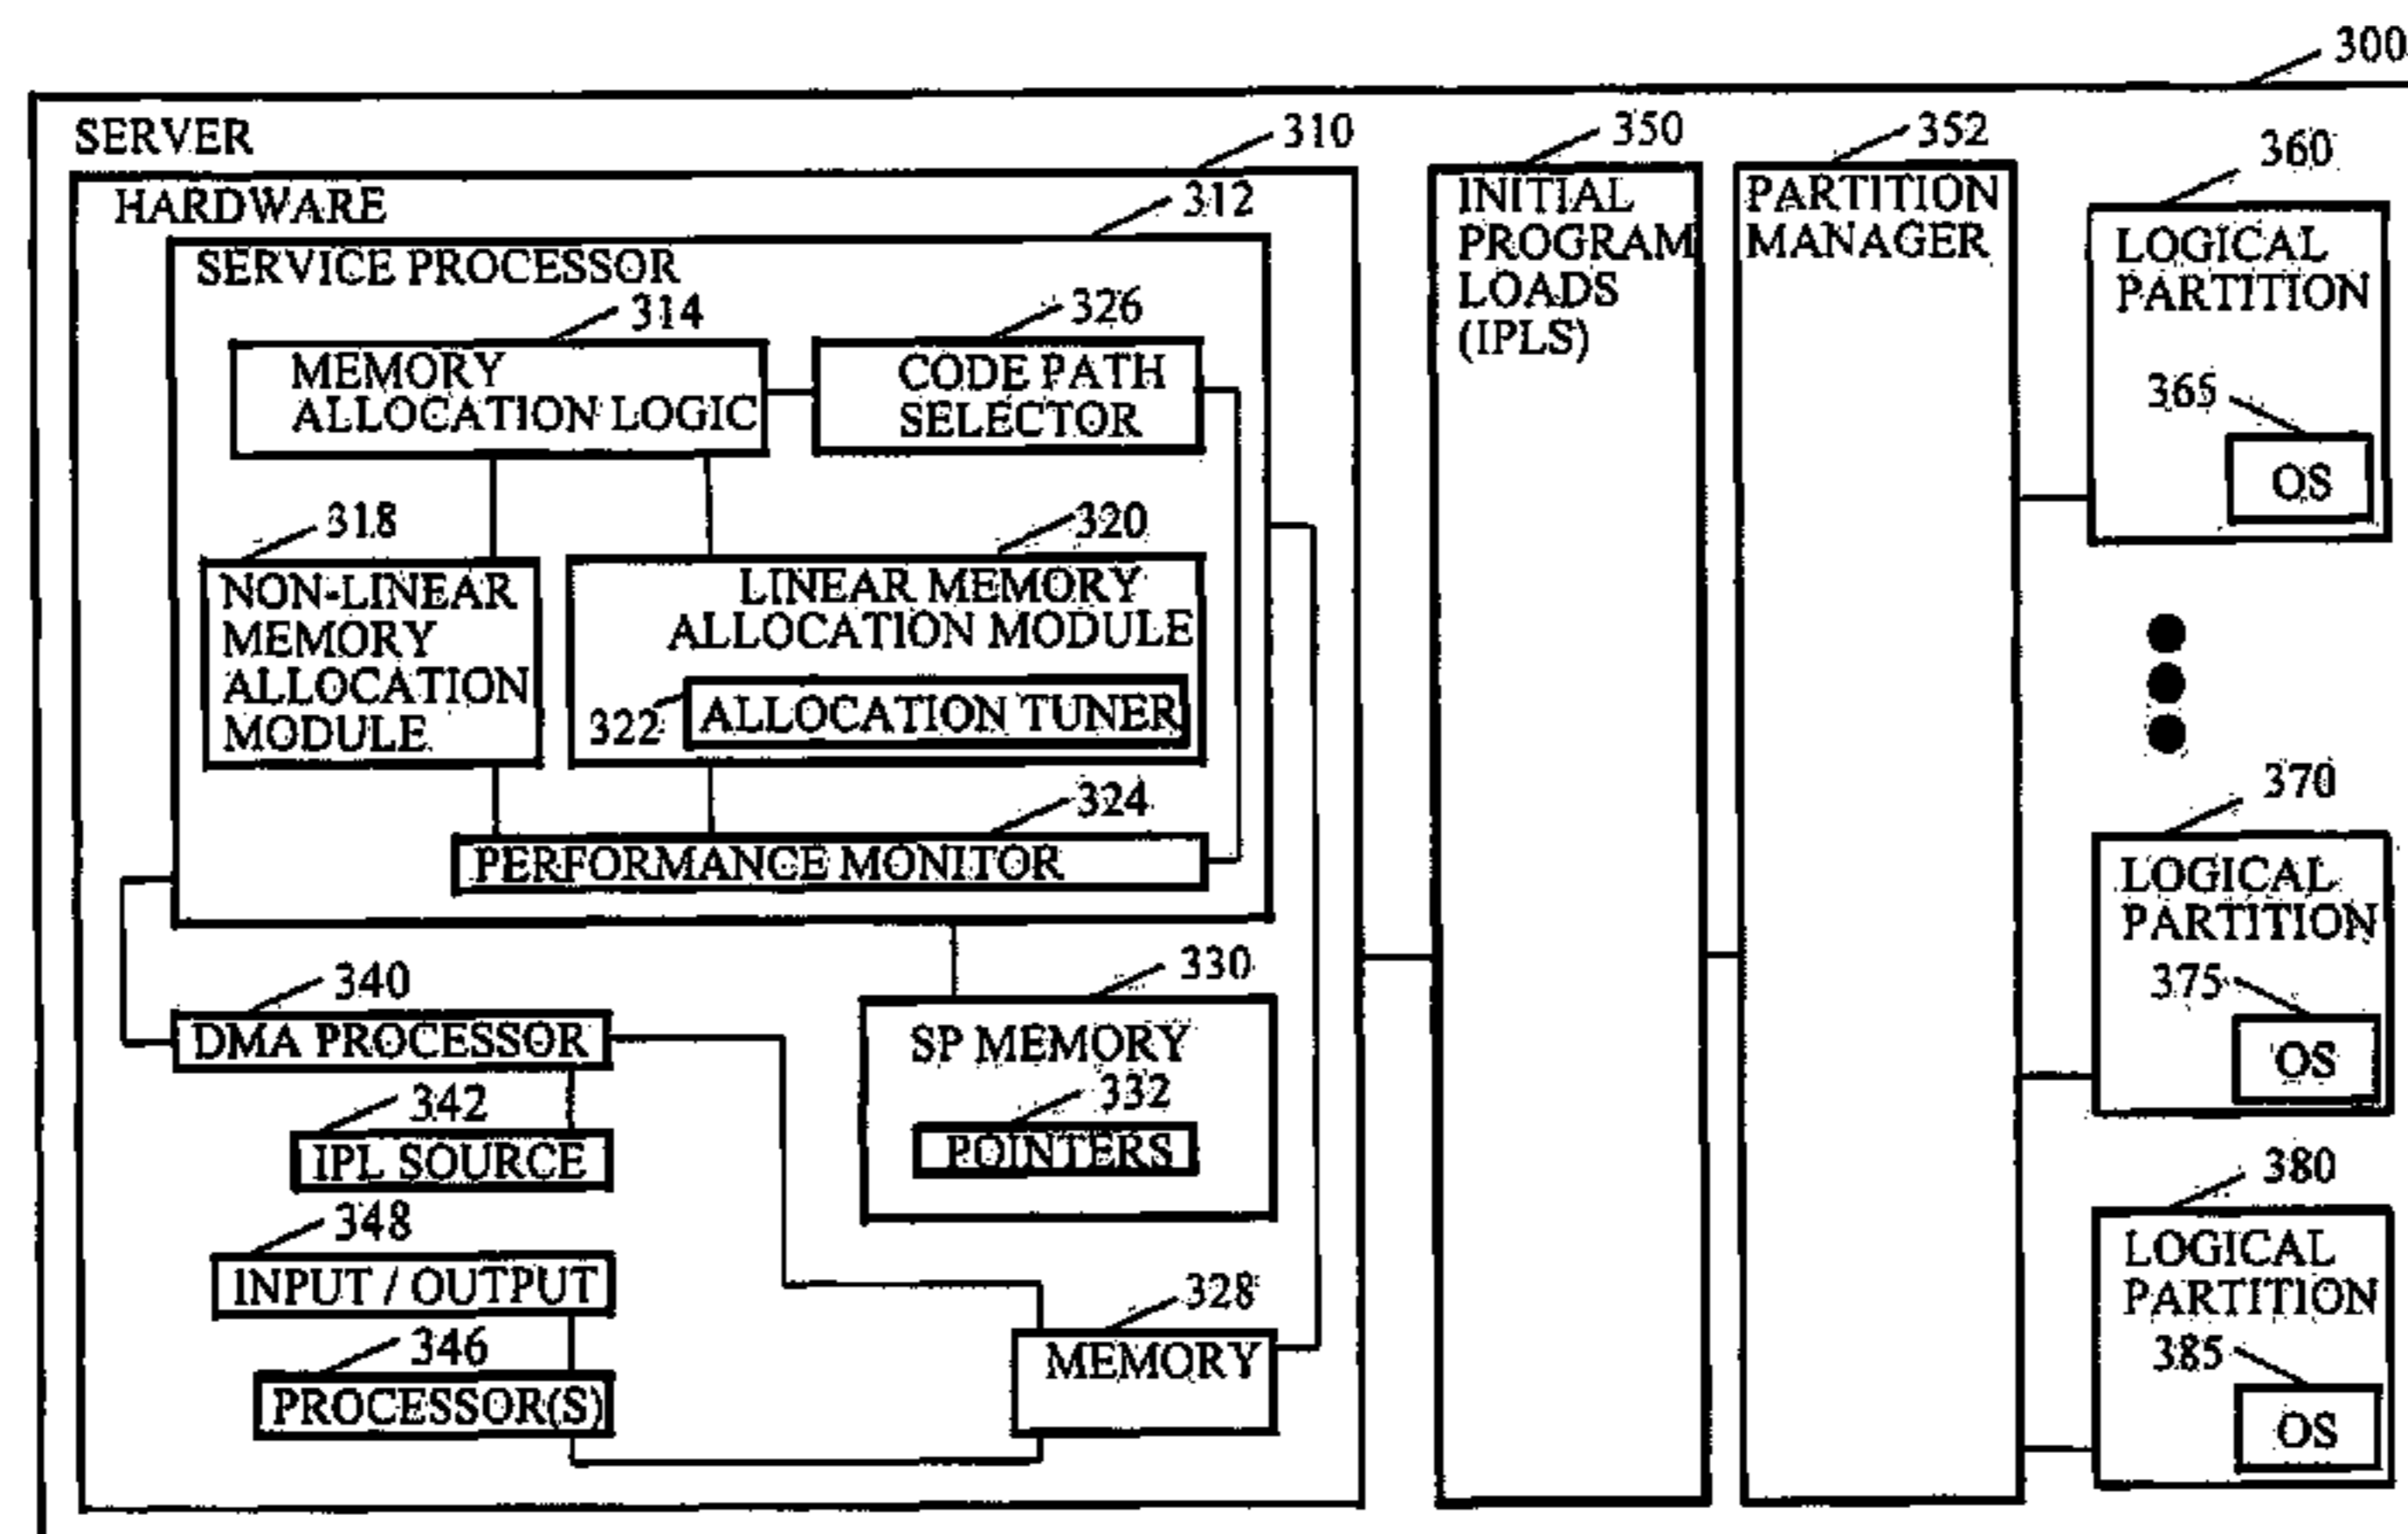 300
SERVER
310
350
352
360
HARDWARE
312
INITIAL
PROGRAM
LOADS
(IPLS)
PARTITION
MANAGER
LOGICAL
PARTITION
365
OS
SERVICE PROCESSOR
314
326
MEMORY
ALLOCATION LOGIC
CODE PATH
SELECTOR
318
320
NON-LINEAR
MEMORY
ALLOCATION
MODULE
LINEAR MEMORY
ALLOCATION MODULE
322
ALLOCATION TUNER
324
PERFORMANCE MONITOR
370
LOGICAL
PARTITION
375
OS
340
330
DMA PROCESSOR
SP MEMORY
332
POINTERS
342
IPL SOURCE
348
INPUT / OUTPUT
328
MEMORY
346
PROCESSOR(S)
380
LOGICAL
PARTITION
385
OS